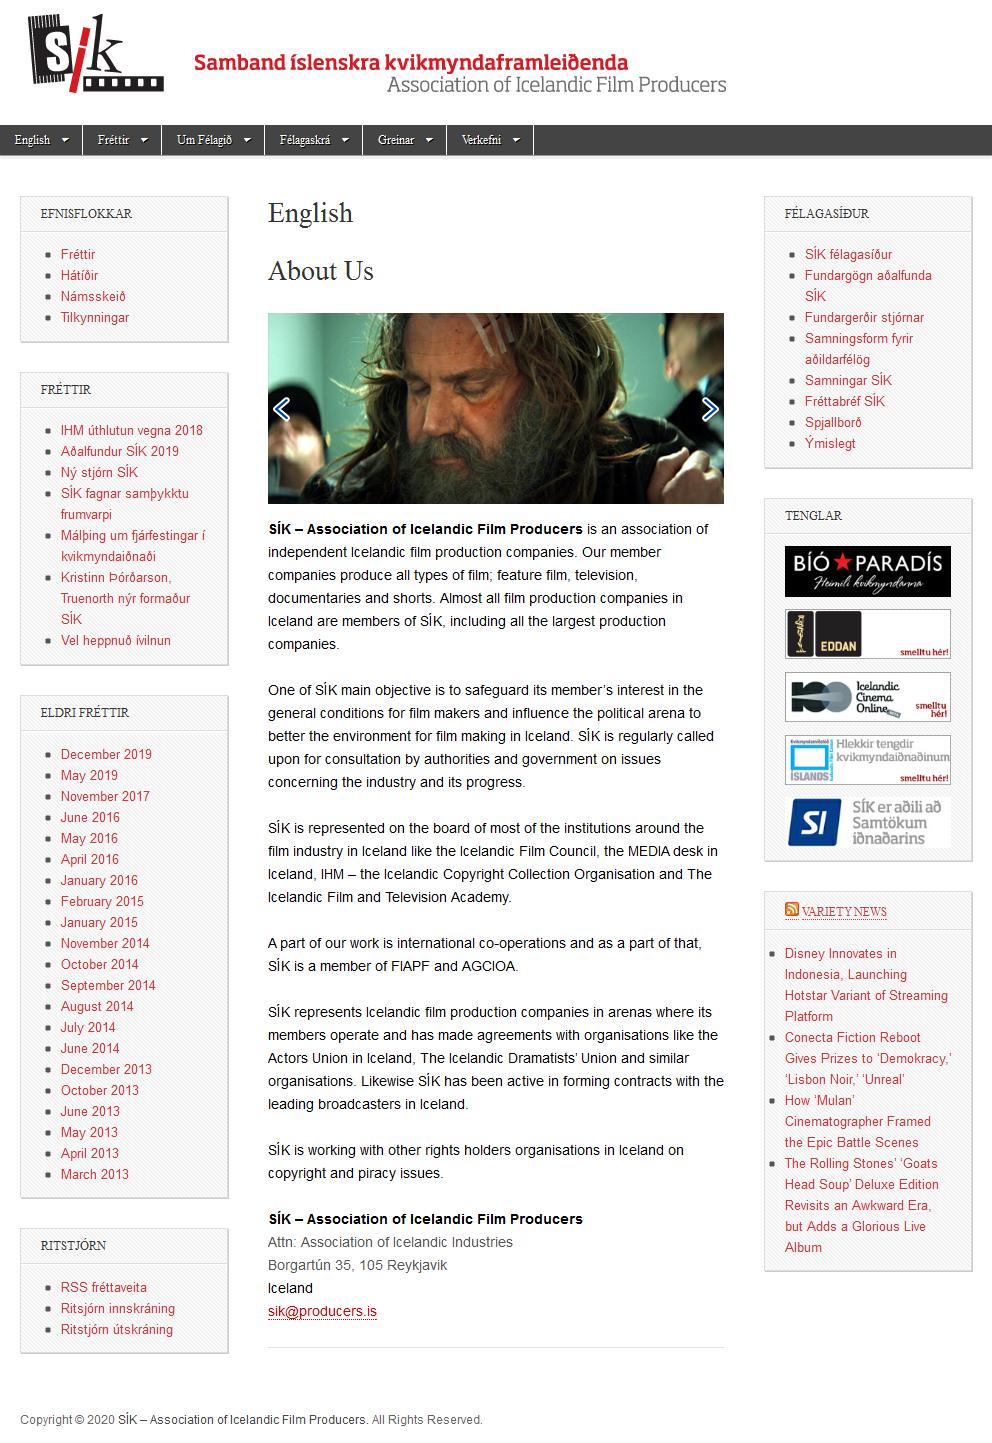 Sík
Samband íslenskra kvikmyndaframleiðenda
Association of Icelandic Film Producers
English
Fréttir
Um Félagið
Félagaskrá
Greinar
Verkefni
EFNISFLOKKAR
Fréttir
Hátíðir
Námsskeið
Tilkynningar
FRÉTTIR
IHM úthlutun vegna 2018
Aðalfundur SÍK 2019
Ný stjórn SÍK
SÍK fagnar samþykktu
frumvarpi
Málþing um fjárfestingar í
kvikmyndaiðnaði
Kristinn Þórðarson,
Truenorth nýr formaður
SÍK
Vel heppnuð ívilnun
ELDRI FRÉTTIR
December 2019
May 2019
November 2017
June 2016
May 2016
April 2016
January 2016
February 2015
January 2015
November 2014
October 2014
September 2014
August 2014
July 2014
June 2014
December 2013
October 2013
June 2013
May 2013
April 2013
March 2013
RITSTJÓRN
RSS fréttaveita
Ritsjórn innskráning
Ritstjórn útskráning
English
About Us
SÍK – Association of Icelandic Film Producers is an association of
independent Icelandic film production companies. Our member
companies produce all types of film; feature film, television,
documentaries and shorts. Almost all film production companies in
Iceland are members of SÍK, including all the largest production
companies.
One of SÍK main objective is to safeguard its member’s interest in the
general conditions for film makers and influence the political arena to
better the environment for film making in Iceland. SÍK is regularly called
upon for consultation by authorities and government on issues
concerning the industry and its progress.
SÍK is represented on the board of most of the institutions around the
film industry in Iceland like the Icelandic Film Council, the MEDIA desk in
Iceland, IHM – the Icelandic Copyright Collection Organisation and The
Icelandic Film and Television Academy.
A part of our work is international co-operations and as a part of that,
SÍK is a member of FIAPF and AGCIOA.
SÍK represents Icelandic film production companies in arenas where its
members operate and has made agreements with organisations like the
Actors Union in Iceland, The Icelandic Dramatists’ Union and similar
organisations. Likewise SÍK has been active in forming contracts with the
leading broadcasters in Iceland.
SÍK is working with other rights holders organisations in Iceland on
copyright and piracy issues.
SÍK – Association of Icelandic Film Producers
Attn: Association of Icelandic Industries
Borgartún 35, 105 Reykjavik
Iceland
sik@producers.is
FÉLAGASÍÐUR
SÍK félagasíður
Fundargögn aðalfunda
SÍK
Fundargerðir stjórnar
Samningsform fyrir
aðildarfélög
Samningar SÍK
Fréttabréf SÍK
Spjallborð
Ýmislegt
TENGLAR
BÍÓ PARADÍS
Heimili kvikmyndanna
EDDAN
smelltu hér!
Icelandic
Cinema
Online
smelltu
hér!
ÍSLANDS
Hlekkir tengdir
kvikmyndaiðnaðinum
smelltu hér!
SI
SÍK er aðili að
Samtökum
iðnaðarins
VARIETY NEWS
Disney Innovates in
Indonesia, Launching
Hotstar Variant of Streaming
Platform
Conecta Fiction Reboot
Gives Prizes to ‘Demokracy,’
‘Lisbon Noir,’ ‘Unreal’
How ‘Mulan’
Cinematographer Framed
the Epic Battle Scenes
The Rolling Stones’ ‘Goats
Head Soup’ Deluxe Edition
Revisits an Awkward Era,
but Adds a Glorious Live
Album
Copyright © 2020 SÍK – Association of Icelandic Film Producers. All Rights Reserved.